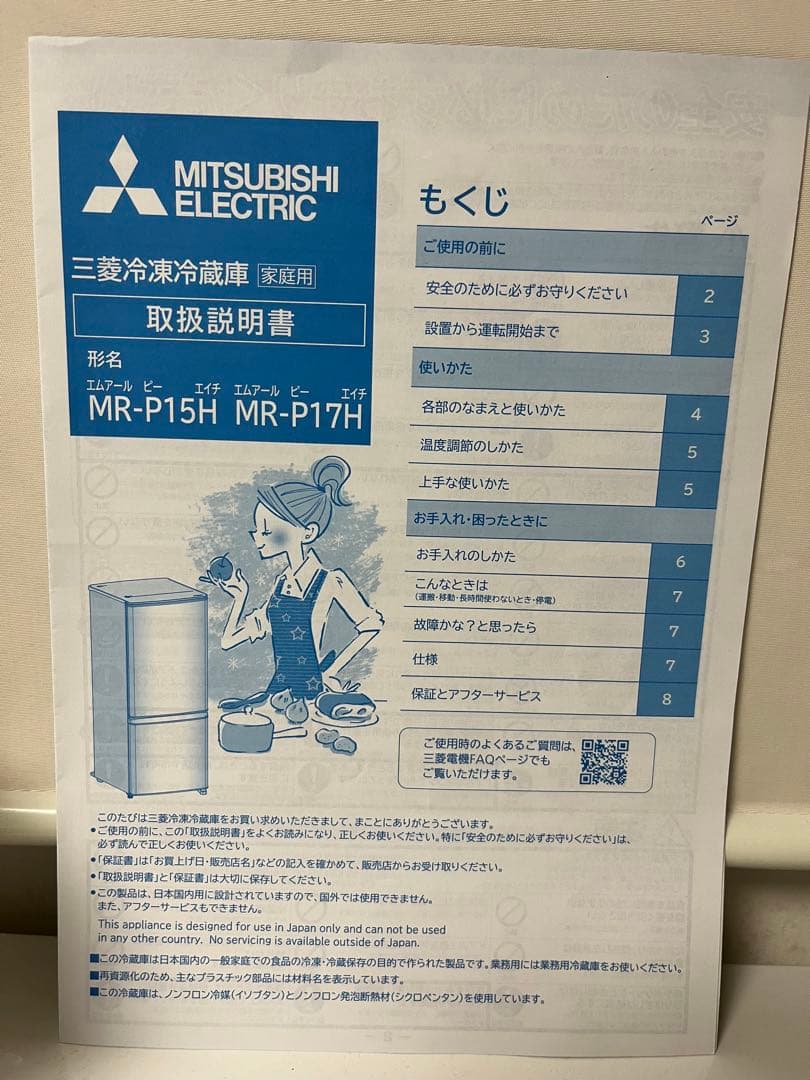 MITSUBISHI
ELECTRIC
三菱冷凍冷蔵庫 家庭用
取扱説明書
形名
エムアール ピー エイチ エムアール ピー エイチ
MR-P15H MR-P17H
もくじ
ページ
ご使用の前に
安全のために必ずお守りください 2
設置から運転開始まで 3
使いかた
各部のなまえと使いかた 4
温度調節のしかた 5
上手な使いかた 5
お手入れ・困ったときに
お手入れのしかた 6
こんなときは 7
(運搬・移動・長時間使わないとき・停電)
故障かな?と思ったら 7
仕様 7
保証とアフターサービス 8
ご使用時のよくあるご質問は、
三菱電機FAQページでも
ご覧いただけます。
このたびは三菱冷凍冷蔵庫をお買い求めいただきまして、まことにありがとうございます。
●ご使用の前に、この「取扱説明書」をよくお読みになり、正しくお使いください。特に「安全のために必ずお守りください」は、
必ず読んで正しくお使いください。
●「保証書」は「お買上げ日・販売店名」などの記入を確かめて、販売店からお受け取りください。
●「取扱説明書」と「保証書」は大切に保存してください。
●この製品は、日本国内用に設計されていますので、国外では使用できません。
また、アフターサービスもできません。
This appliance is designed for use in Japan only and can not be used
in any other country. No servicing is available outside of Japan.
■この冷蔵庫は日本国内の一般家庭での食品の冷凍・冷蔵保存の目的で作られた製品です。業務用には業務用冷蔵庫をお使いください。
■再資源化のため、主なプラスチック部品には材料名を表示しています。
■この冷蔵庫は、ノンフロン冷媒(イソブタン)とノンフロン発泡断熱材(シクロペンタン)を使用しています。